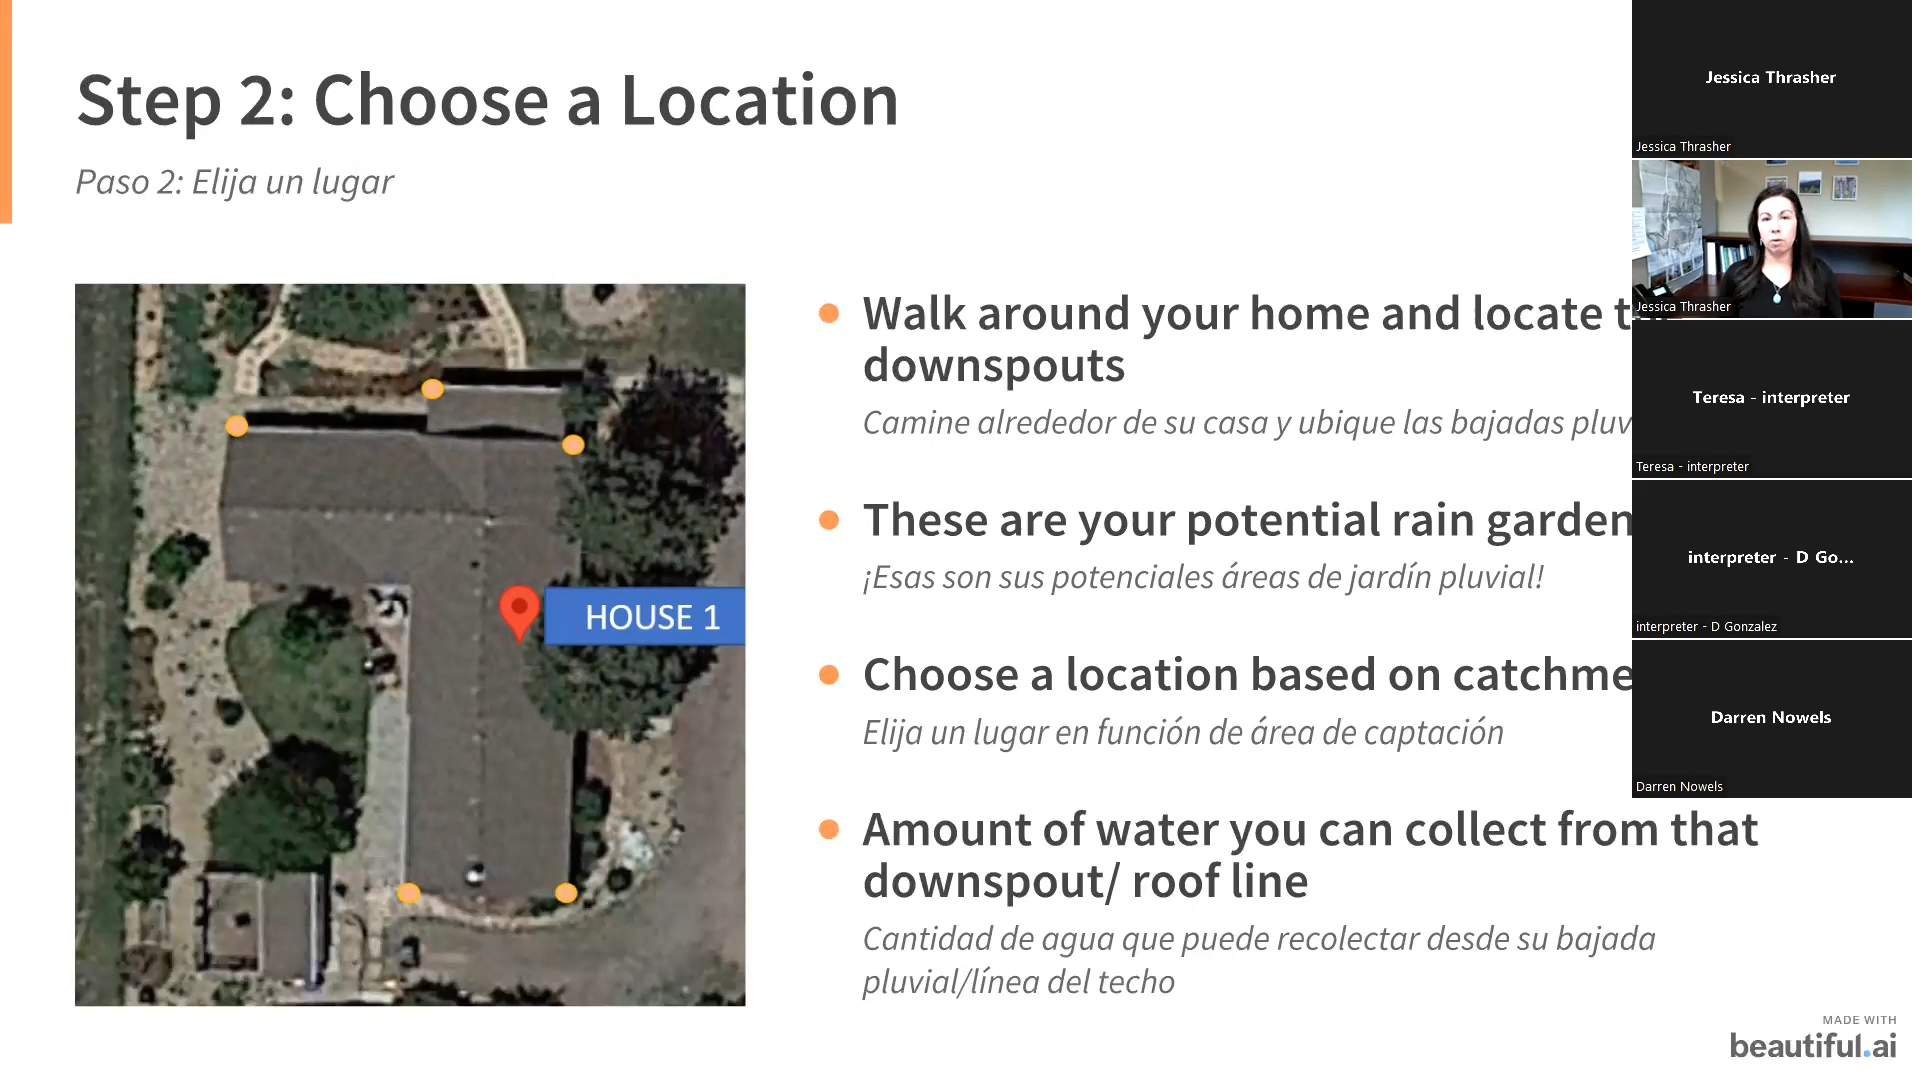 Step 2: Choose a Location
Paso 2: Elija un lugar
HOUSE 1
Walk around your home and locate
downspouts
Camine alrededor de su casa y ubique las bajadas
These are your potential rain garden
¡Esas son sus potenciales áreas de jardín pluvial!
Choose a location based on
Elija un lugar en función de área de captación
Amount of water you can collect from that
downspout/ roof line
Cantidad de agua que puede recolectar desde su bajada
pluvial/línea del techo
Jessica Thrasher
Jessica Thrasher
Jessica Thrasher
Teresa - interpreter
Teresa - interpreter
interpreter - D Go...
interpreter - D Gonzalez
Darren Nowels
Darren Nowels
MADE WITH
beautiful.ai